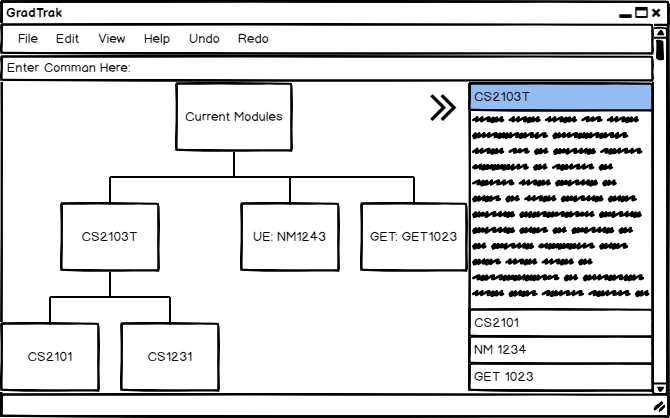 GradTrak
File Edit View Help Undo Redo
Enter Comman Here:
Current Modules
CS2103T
UE: NM1243
GET: GET1023
CS2101
CS1231
CS2103T
CS2101
NM 1234
GET 1023